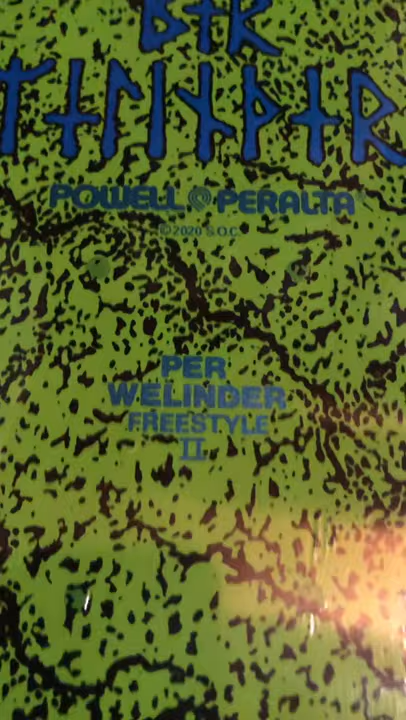 POWELL PERALTA
©2020 S.O.C.
PER
WELINDER
FREESTYLE
II